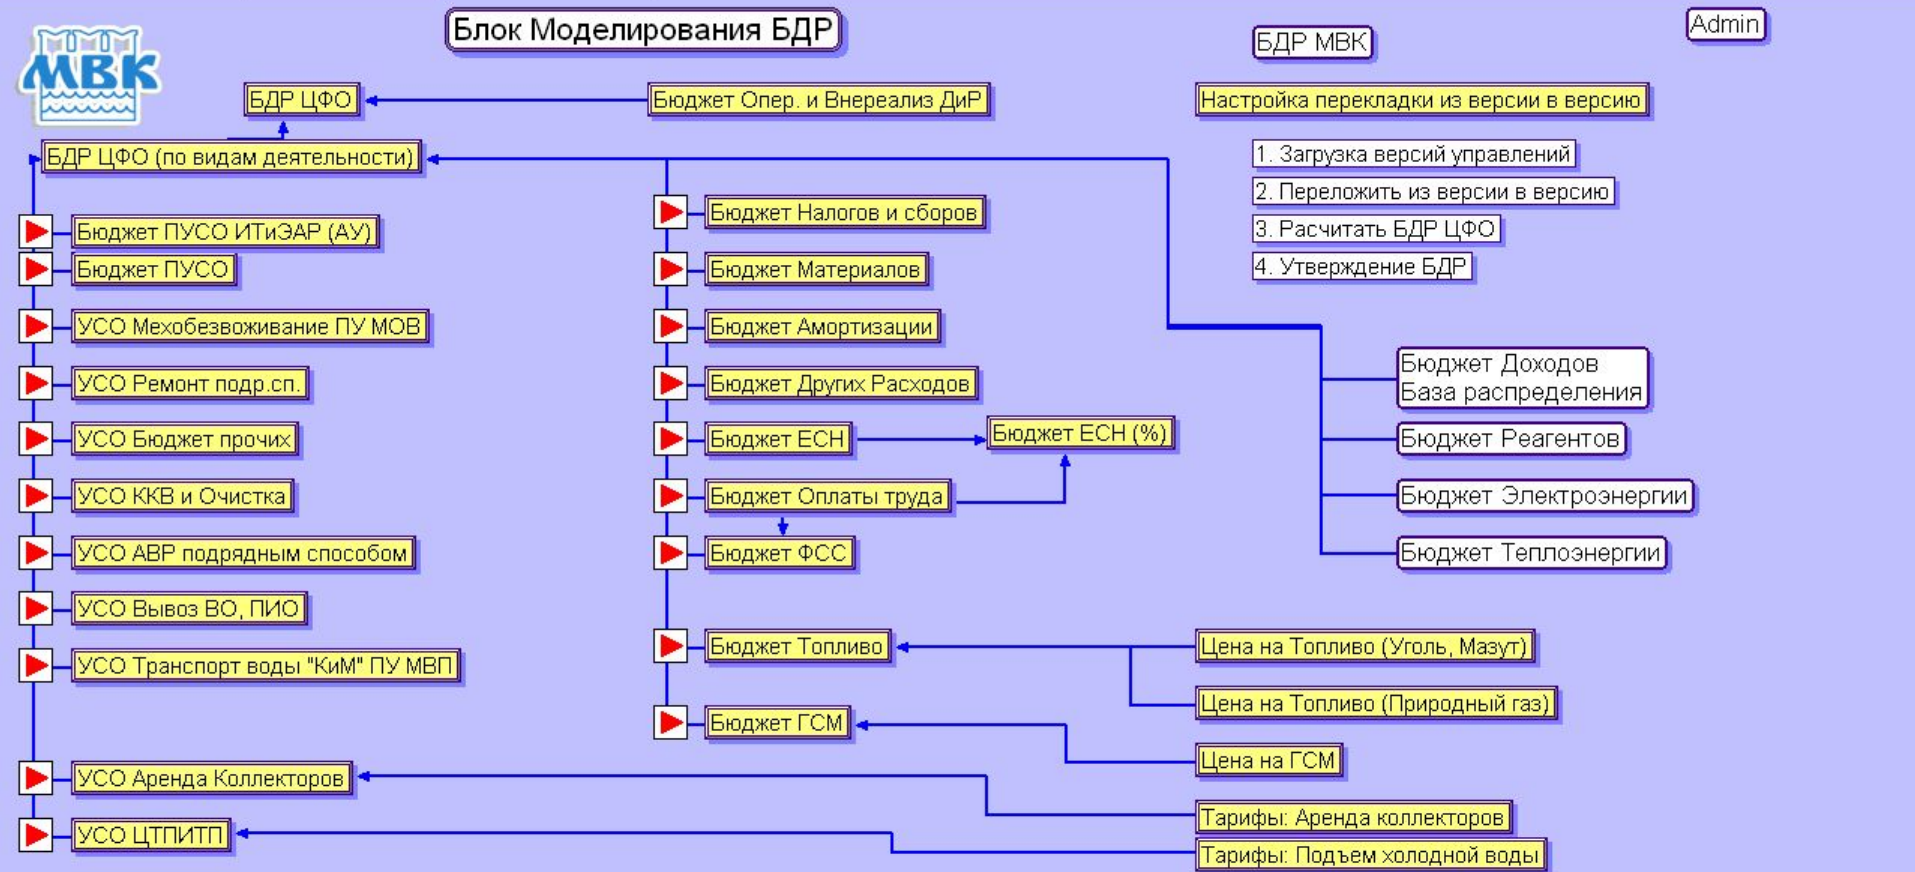 Блок Моделирования БДР
Admin
МВК
БДР МВК
БДР ЦФО
Бюджет Опер. и Внереализ ДиР
Настройка перекладки из версии в версию
БДР ЦФО (по видам деятельности)
1. Загрузка версий управлений
2. Переложить из версии в версию
3. Расчитать БДР ЦФО
4. Утверждение БДР
Бюджет ПУСО ИТиЭАР (АУ)
Бюджет ПУСО
УСО Мехобезвоживание ПУ МОВ
УСО Ремонт подр.сп.
УСО Бюджет прочих
УСО ККВ и Очистка
УСО АВР подрядным способом
УСО Вывоз ВО, ПИО
УСО Транспорт воды "КиМ" ПУ МВП
УСО Аренда Коллекторов
УСО ЦТПИТП
Бюджет Налогов и сборов
Бюджет Материалов
Бюджет Амортизации
Бюджет Других Расходов
Бюджет ЕСН
Бюджет ЕСН (%)
Бюджет Оплаты труда
Бюджет ФСС
Бюджет Топливо
Бюджет ГСМ
Бюджет Доходов
База распределения
Бюджет Реагентов
Бюджет Электроэнергии
Бюджет Теплоэнергии
Цена на Топливо (Уголь, Мазут)
Цена на Топливо (Природный газ)
Цена на ГСМ
Тарифы: Аренда коллекторов
Тарифы: Подъем холодной воды